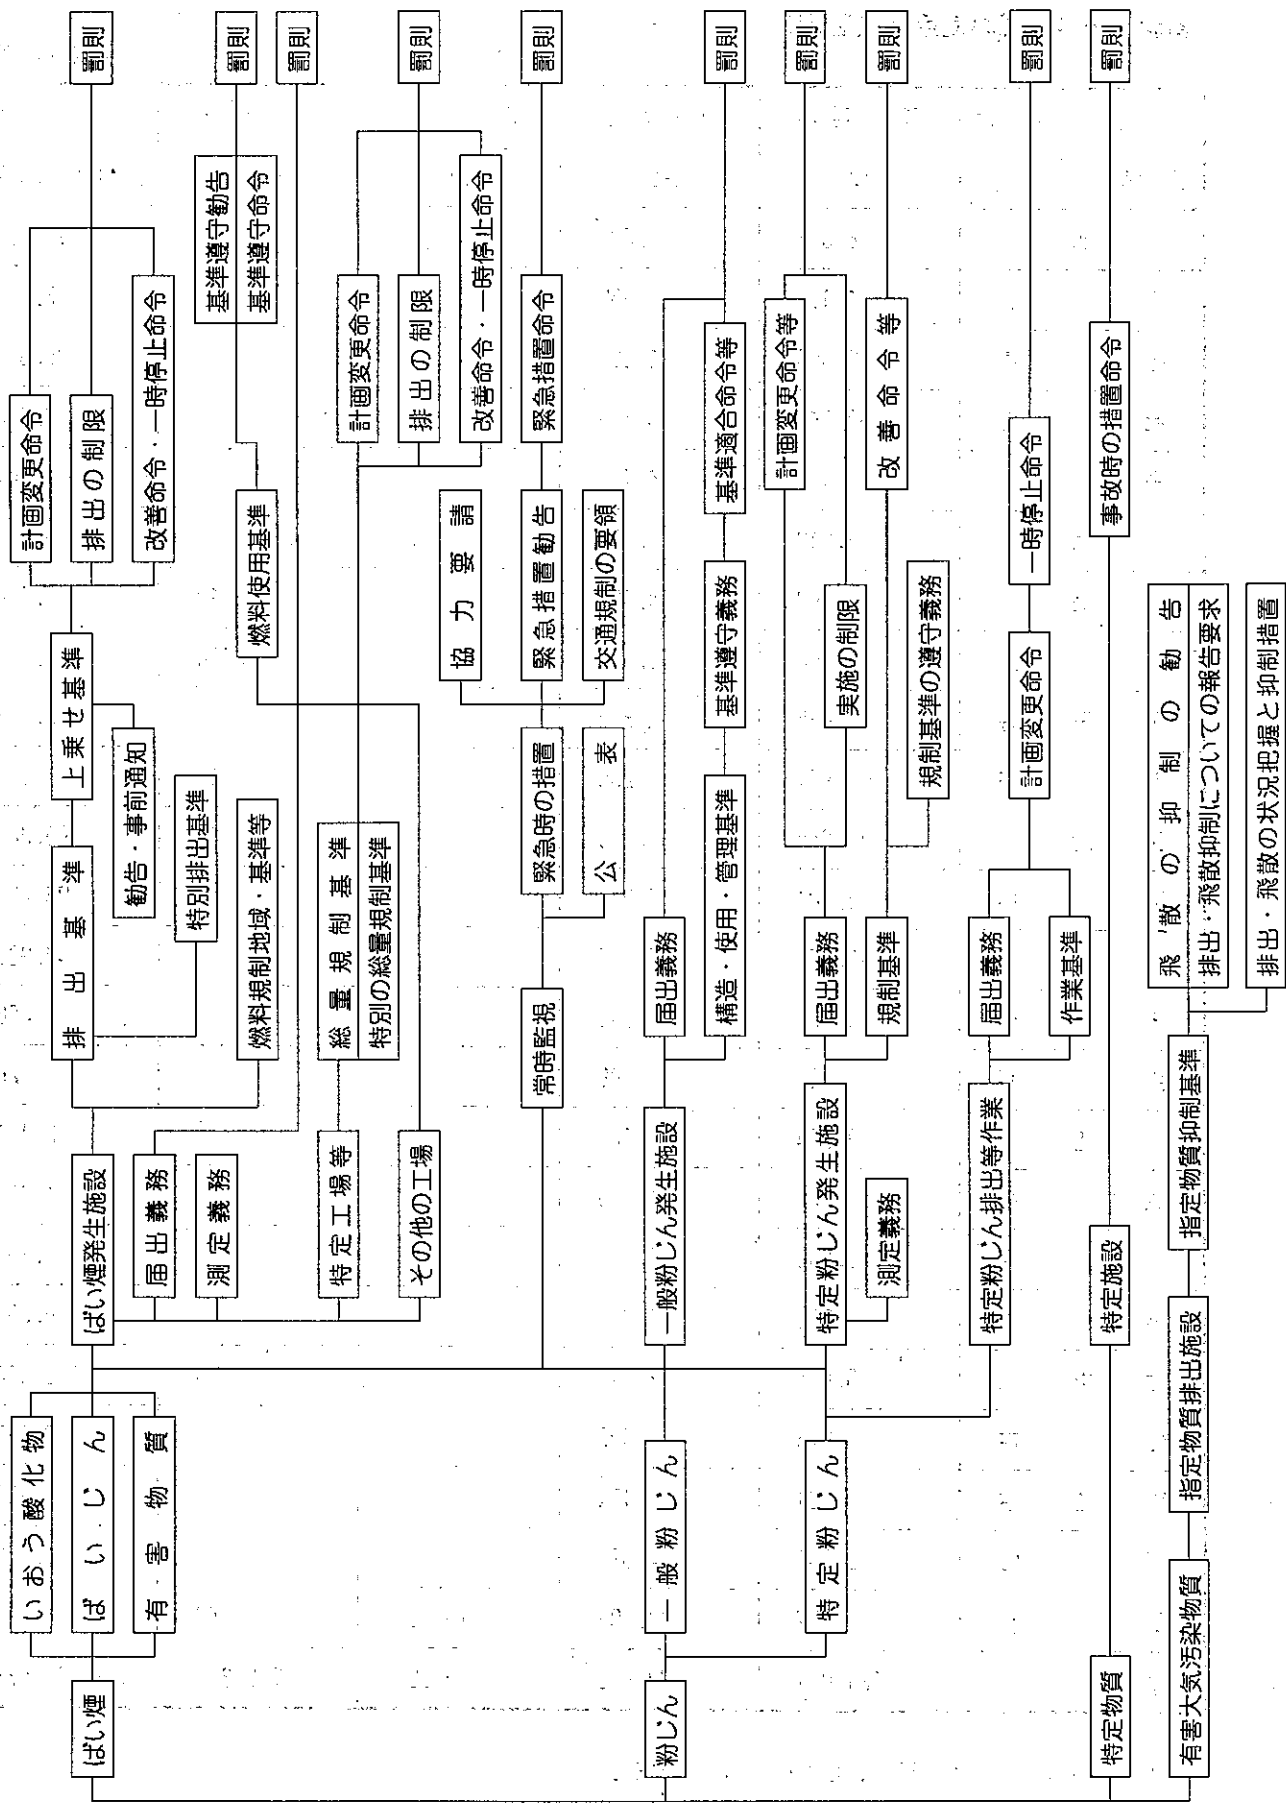 ばい煙
いおう酸化物
ばいじん
有害物質
ばい煙発生施設
届出義務
測定義務
特定工場等
その他の工場
排出基準
上乗せ基準
勧告・事前通知
特別排出基準
燃料規制地域・基準等
計画変更命令
排出の制限
改善命令・一時停止命令
罰則
燃料使用基準
基準遵守勧告
基準遵守命令
罰則
罰則
総量規制基準
特別の総量規制基準
計画変更命令
排出の制限
改善命令・一時停止命令
罰則
常時監視
緊急時の措置
公表
協力要請
緊急措置勧告
交通規制の要領
緊急措置命令
罰則
粉じん
一般粉じん
一般粉じん発生施設
届出義務
構造・使用・管理基準
基準遵守義務
基準適合命令等
罰則
特定粉じん
特定粉じん発生施設
測定義務
届出義務
規制基準
計画変更命令等
実施の制限
罰則
規制基準の遵守義務
改善命令等
罰則
特定粉じん排出等作業
届出義務
作業基準
計画変更命令
一時停止命令
罰則
特定物質
特定施設
事故時の措置命令
罰則
有害大気汚染物質
指定物質排出施設
指定物質抑制基準
飛散の抑制の勧告
排出・飛散抑制についての報告要求
排出・飛散の状況把握と抑制措置